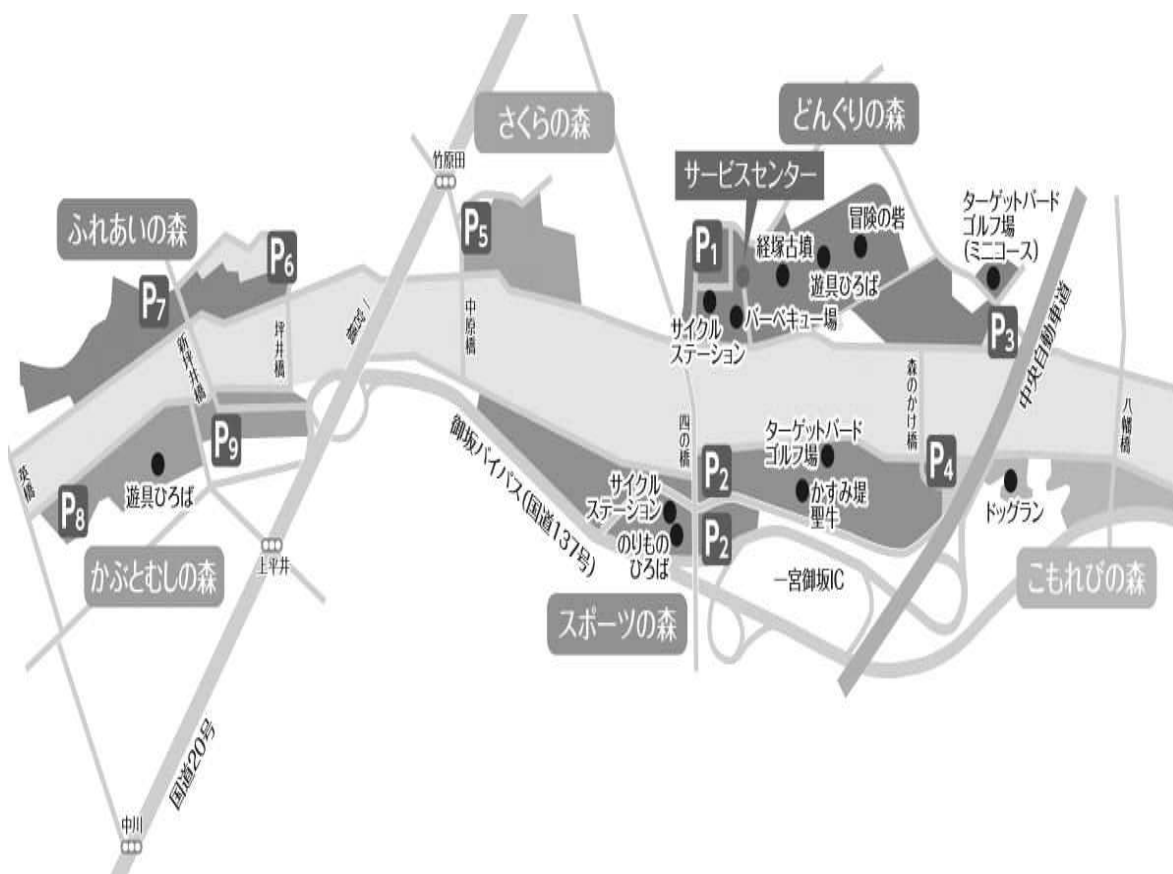 さくらの森
どんぐりの森
竹原田
サービスセンター
ふれあいの森
冒険の砦
ターゲットバード
ゴルフ場
(ミニコース)
P5
P1
経塚古墳
P6
遊具ひろば
P7
バーベキュー場
サイクル
ステーション
P3
中原橋
坪井橋
新坪井橋
森のかけ橋
中央自動車道
八幡橋
四の橋
ターゲットバード
ゴルフ場
御坂バイパス(国道137号)
P9
P2
P4
英橋
遊具ひろば
サイクル
ステーション
かすみ堤
聖牛
ドッグラン
P8
のりもの
ひろば
P2
上平井
かぶとむしの森
一宮御坂IC
こもれびの森
スポーツの森
国道20号
中川